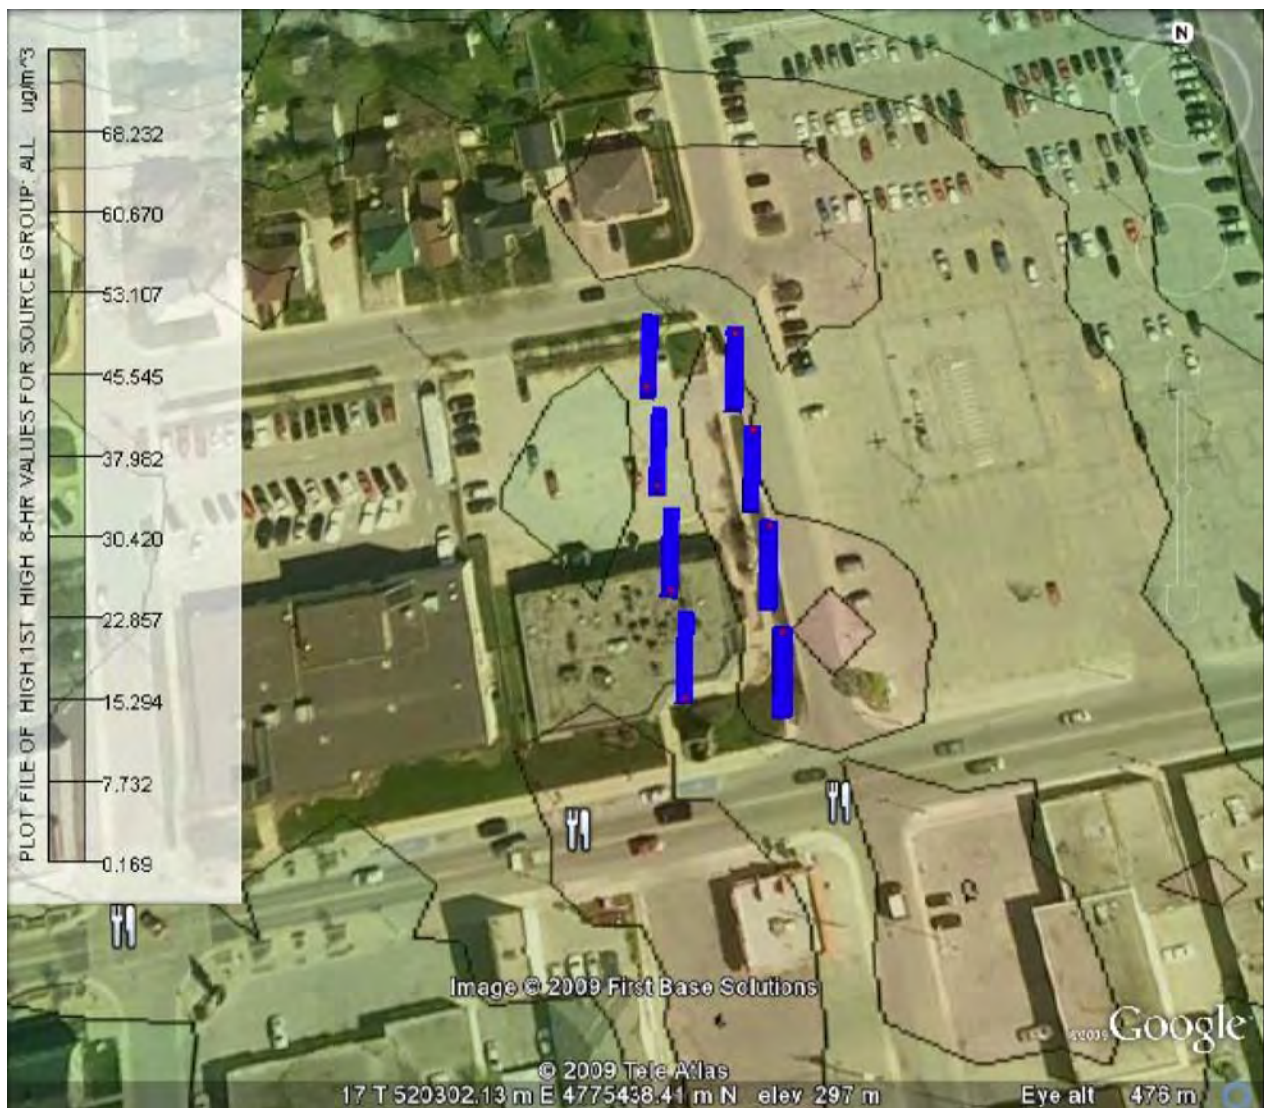 N
PLOT FILE OF HIGH 1ST HIGH 8-HR VALUES FOR SOURCE GROUP: ALL ug/m^3
68.232
60.670
53.107
45.545
37.982
30.420
22.857
15.294
7.732
0.169
Image © 2009 First Base Solutions
©2009 Google
© 2009 Tele Atlas
17 T 520302.13 m E 4775438.41 m N elev 297 m Eye alt 476 m